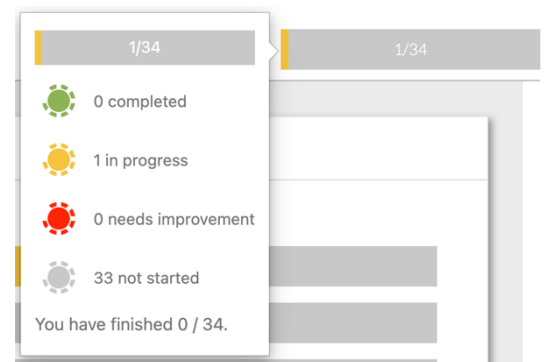 1/34
1/34
0 completed
1 in progress
0 needs improvement
33 not started
You have finished 0 / 34.